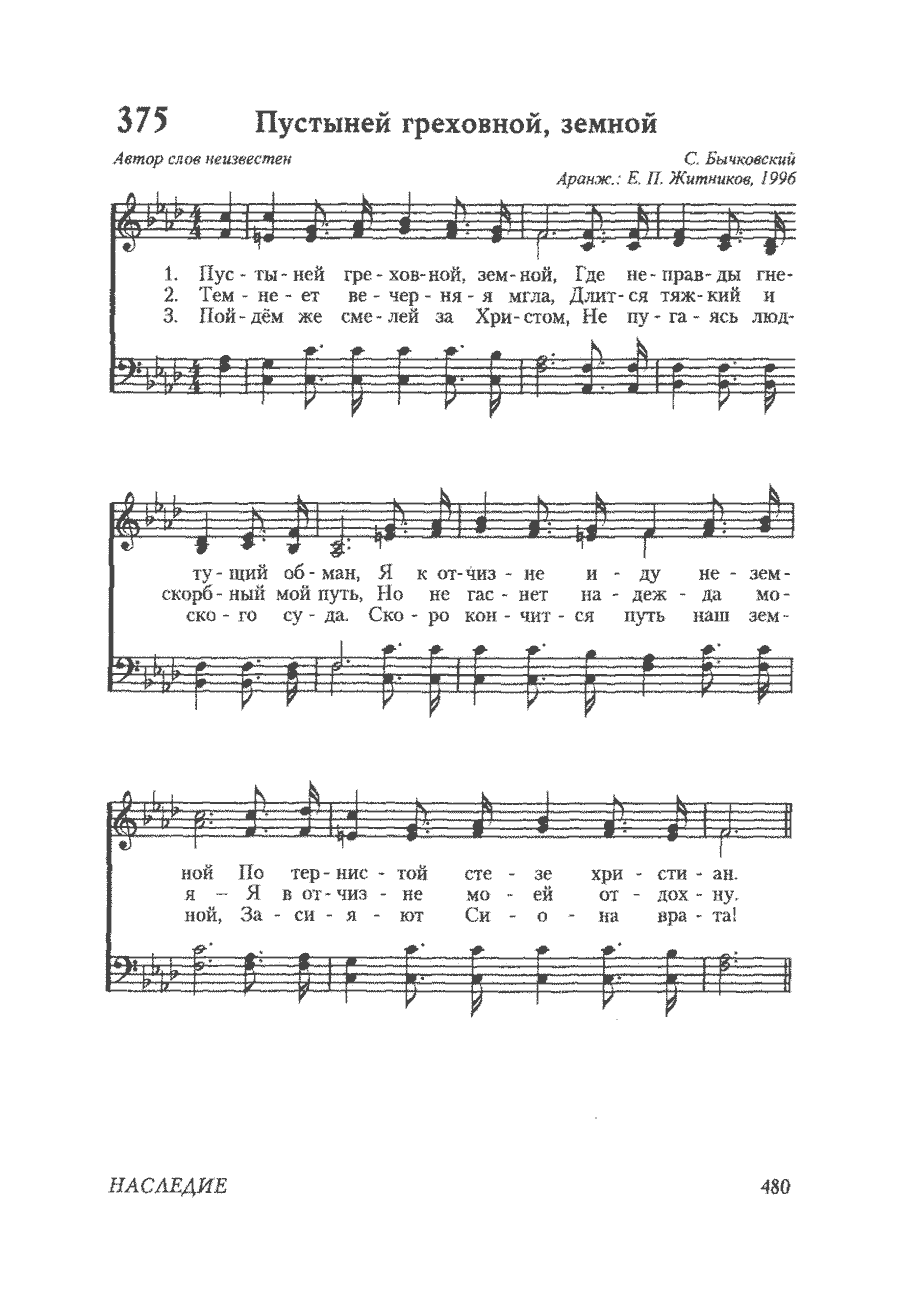 375 Пустыней греховной, земной
Автор слов неизвестен С. Бычковский
Аранж.: Е. П. Житников, 1996
1. Пус - ты - ней гре - хов - ной, зем - ной, Где не - прав - ды гне-
2. Тем - не - ет ве - чер - ня - я мгла, Длит - ся тяж - кий и
3. Пой - дём же сме - лей за Хри - стом, Не пу - га - ясь люд-
ту - щий об - ман, Я к от - чиз - не и - ду не - зем -
скорб - ный мой путь, Но не гас - нет на - деж - да мо -
ско - го су - да. Ско - ро кон - чит - ся путь наш зем -
ной По тер - нис - той сте - зе хри - сти - ан.
я – Я в от - чиз - не мо - ей от - дох - ну.
ной, За - си - я - ют Си - о - на вра - та!
НАСЛЕДИЕ 480